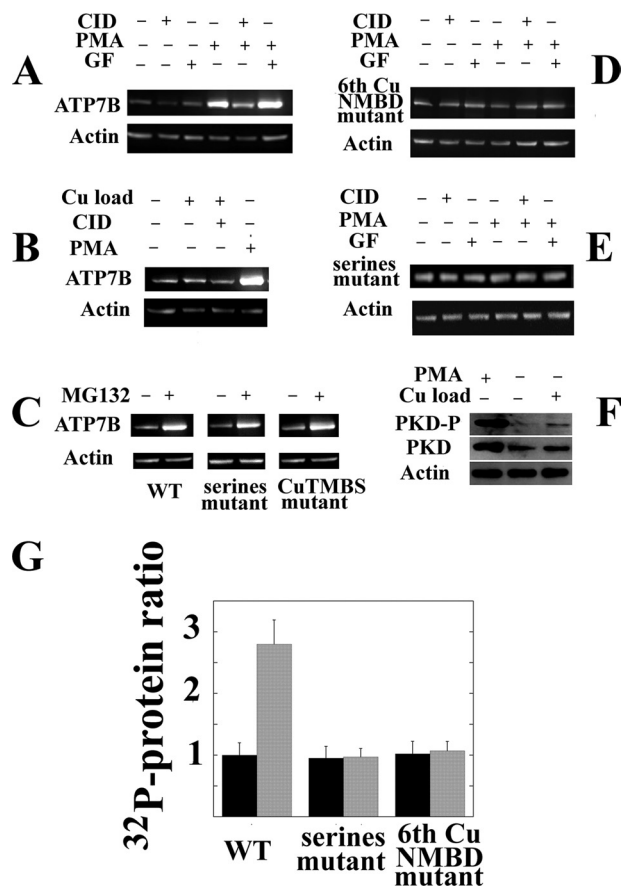 A
CID - + - - + -
PMA - - - + + +
GF - - + - - +
ATP7B
Actin
D
CID - + - - + -
PMA - - - + + +
GF - - + - - +
6th Cu
NMBD
mutant
Actin
B
Cu load - + + -
CID - - + -
PMA - - - +
ATP7B
Actin
E
CID - + - - + -
PMA - - - + + +
GF - - + - - +
serines
mutant
Actin
C
MG132 - + - + - +
ATP7B
Actin
WT
serines
mutant
CuTMBS
mutant
F
PMA + - -
Cu load - - +
PKD-P
PKD
Actin
G
32P-protein ratio
3
2
1
WT
serines
mutant
6th Cu
NMBD
mutant